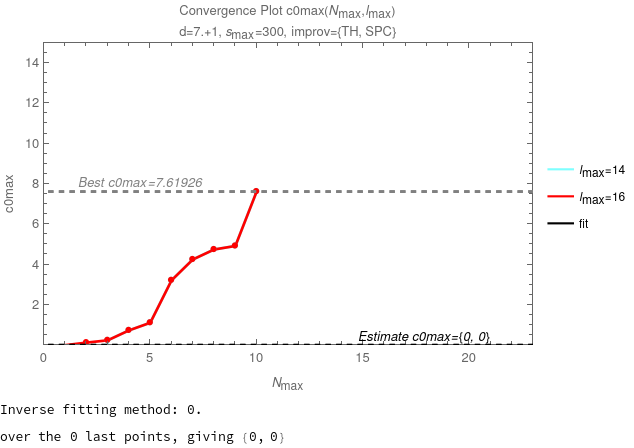 Convergence Plot c0max(Nmax,lmax)
d=7.+1, smax=300, improv={TH, SPC}
14
12
10
8
6
4
2
c0max
Best c0max=7.61926
Estimate c0max={0, 0}
0
5
10
15
20
Nmax
lmax=14
lmax=16
fit
Inverse fitting method: 0.
over the 0 last points, giving {0, 0}